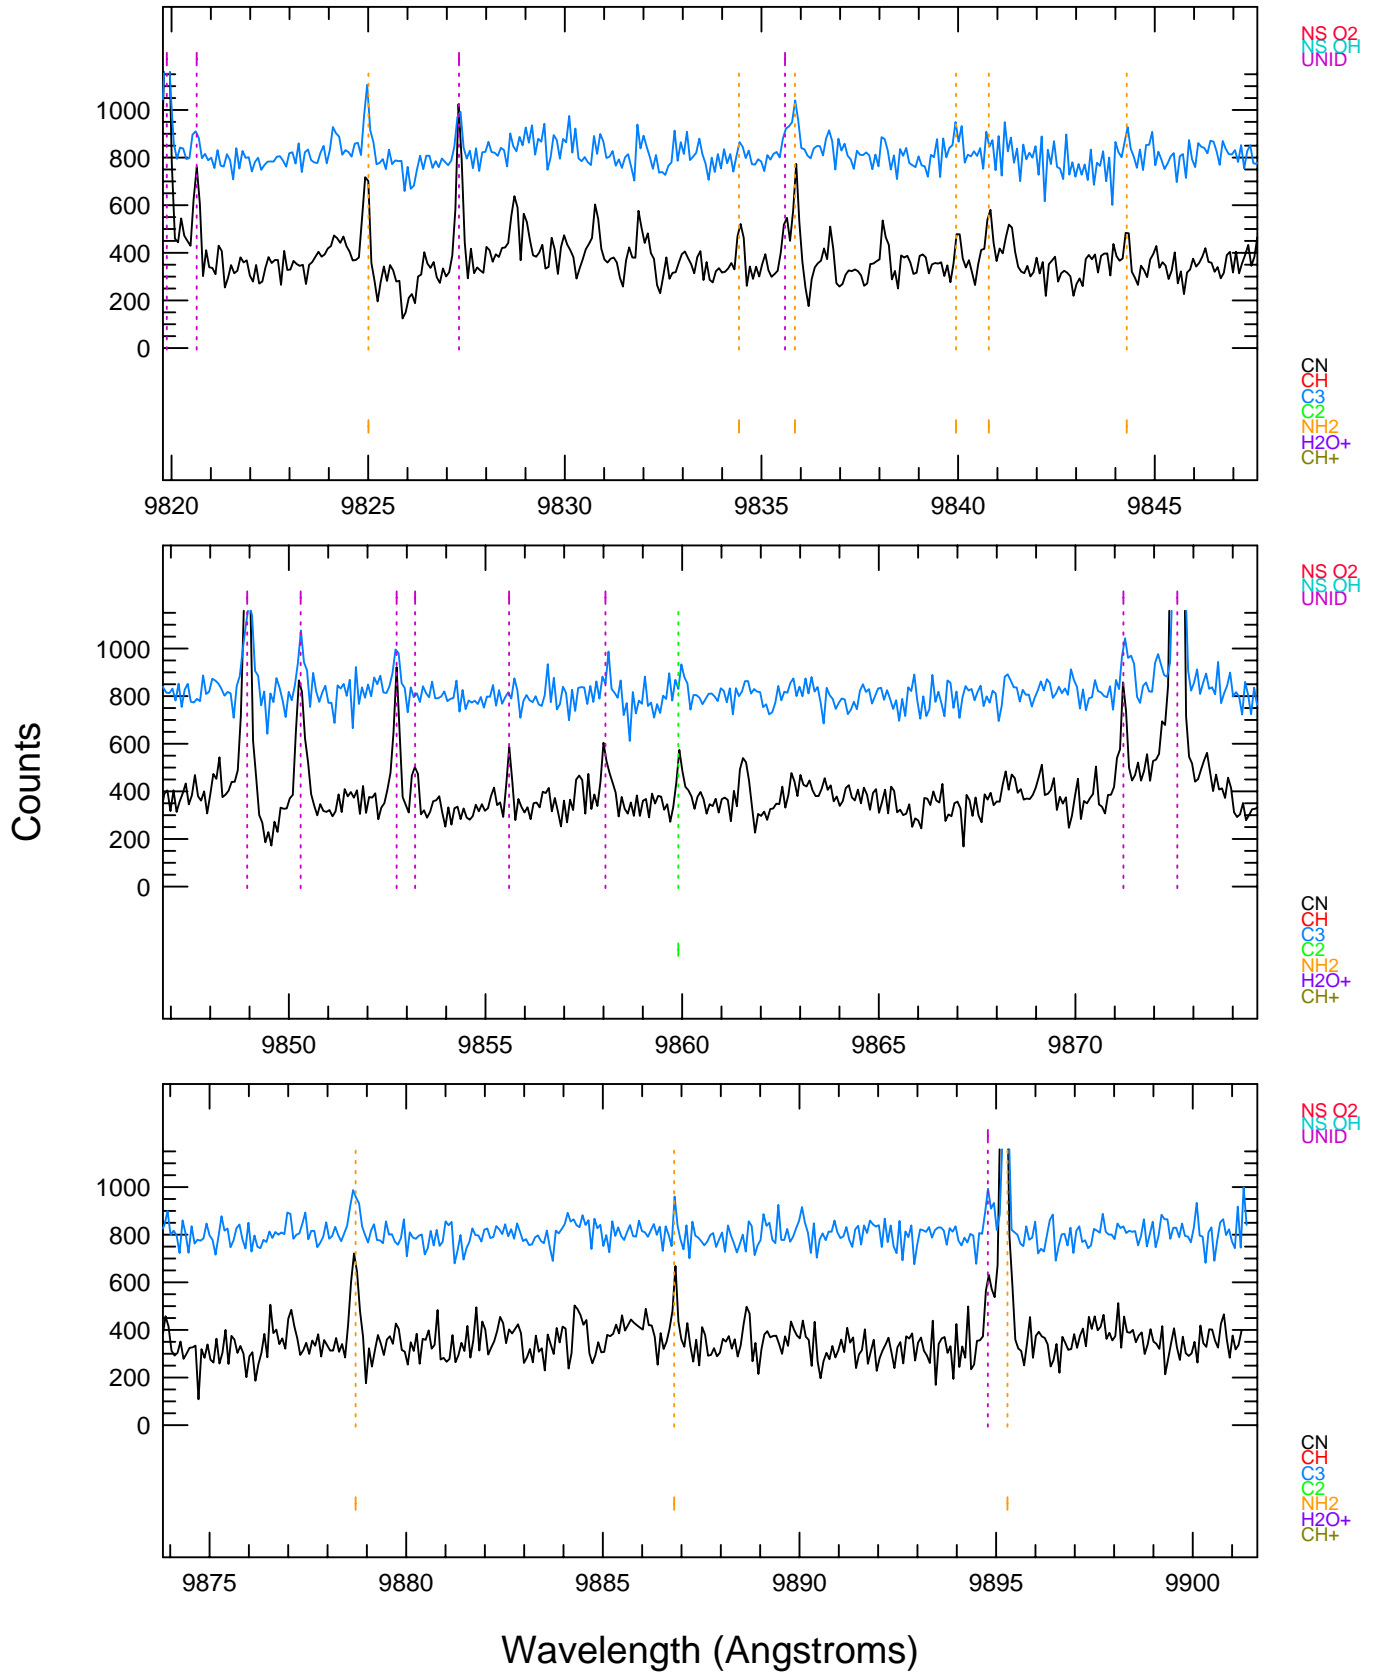 NS O2
NS OH
UNID
1000
800
600
400
200
0
CN
CH
C3
C2
NH2
H2O+
CH+
9820 9825 9830 9835 9840 9845
NS O2
NS OH
UNID
1000
800
600
400
200
0
Counts
CN
CH
C3
C2
NH2
H2O+
CH+
9850 9855 9860 9865 9870
NS O2
NS OH
UNID
1000
800
600
400
200
0
CN
CH
C3
C2
NH2
H2O+
CH+
9875 9880 9885 9890 9895 9900
Wavelength (Angstroms)